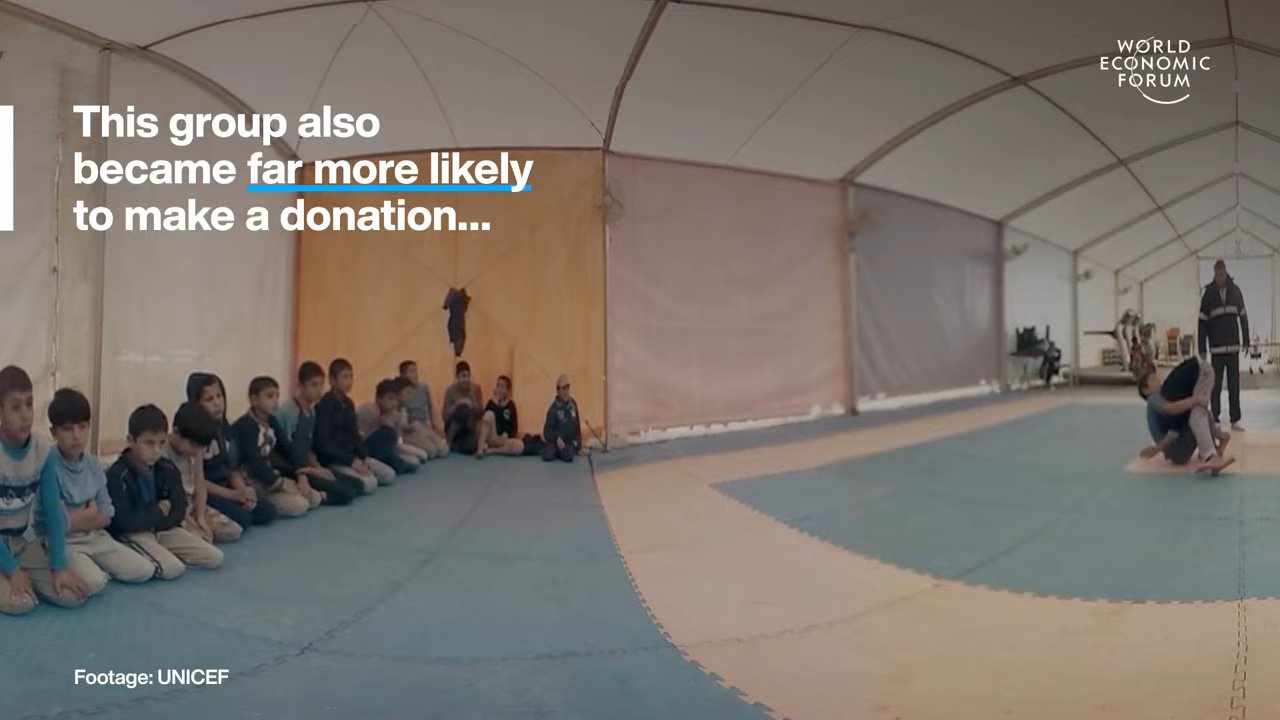 WORLD
ECONOMIC
FORUM
This group also
became far more likely
to make a donation...
Footage: UNICEF